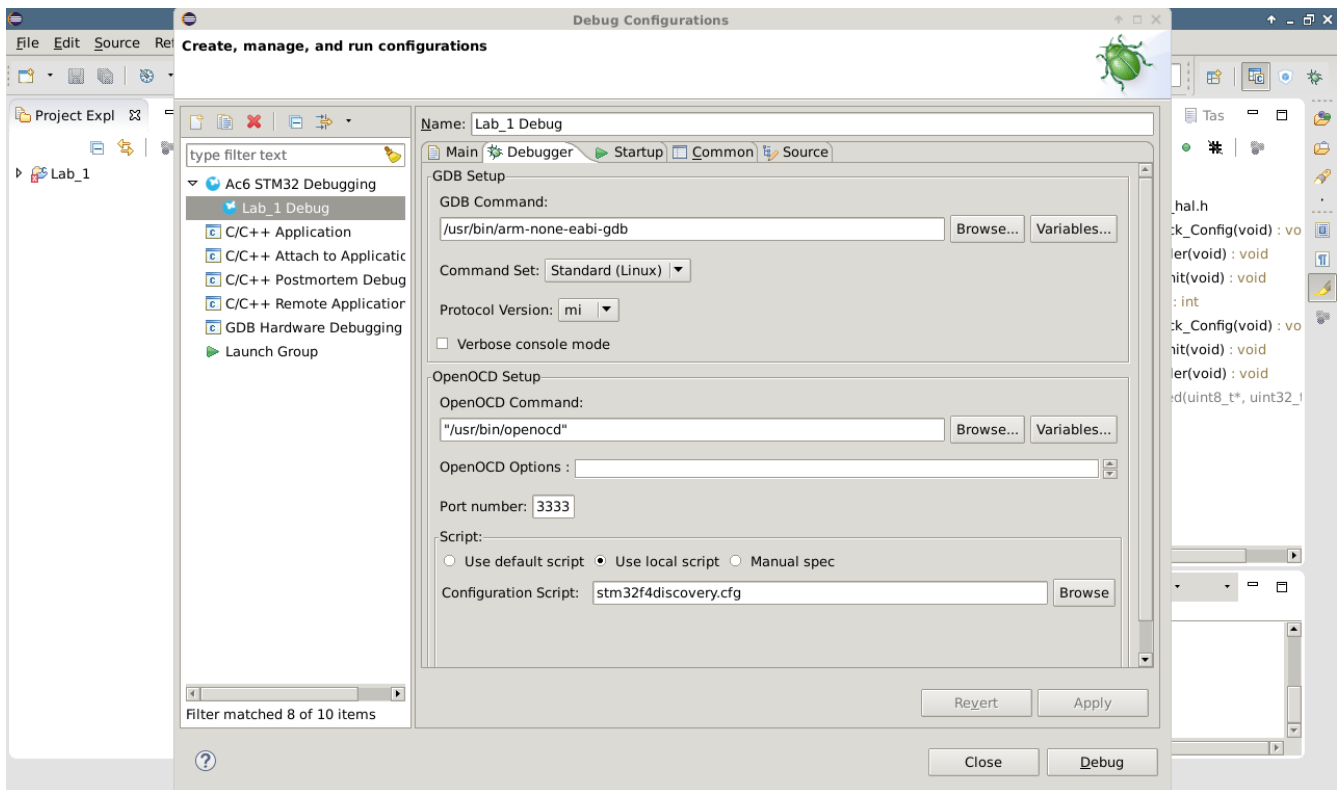 Debug Configurations
File Edit Source Ref
Create, manage, and run configurations
Project Expl
Lab_1
type filter text
Ac6 STM32 Debugging
Lab_1 Debug
C/C++ Application
C/C++ Attach to Applicatic
C/C++ Postmortem Debug
C/C++ Remote Application
GDB Hardware Debugging
Launch Group
Filter matched 8 of 10 items
Name: Lab_1 Debug
Main Debugger Startup Common Source
GDB Setup
GDB Command:
/usr/bin/arm-none-eabi-gdb Browse... Variables...
Command Set: Standard (Linux)
Protocol Version: mi
Verbose console mode
OpenOCD Setup
OpenOCD Command:
"/usr/bin/openocd" Browse... Variables...
OpenOCD Options :
Port number: 3333
Script:
Use default script Use local script Manual spec
Configuration Script: stm32f4discovery.cfg Browse
Revert Apply
Close Debug
Tas
_hal.h
ck_Config(void) : vo
ler(void) : void
nit(void) : void
: int
ck_Config(void) : vo
nit(void) : void
ler(void) : void
ed(uint8_t*, uint32_t